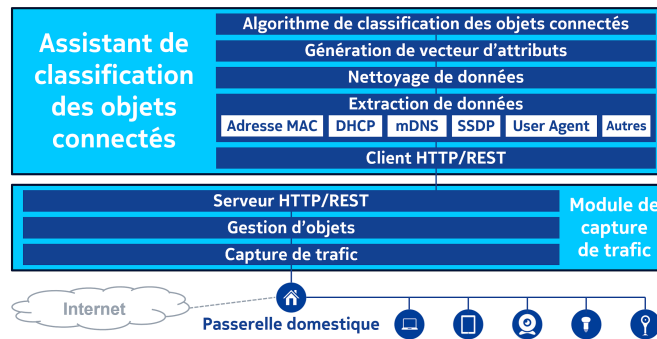 Assistant de
classification
des objets
connectés
Algorithme de classification des objets connectés
Génération de vecteur d'attributs
Nettoyage de données
Extraction de données
Adresse MAC DHCP mDNS SSDP User Agent Autres
Client HTTP/REST
Serveur HTTP/REST
Gestion d'objets
Capture de trafic
Module de
capture
de trafic
Internet
Passerelle domestique